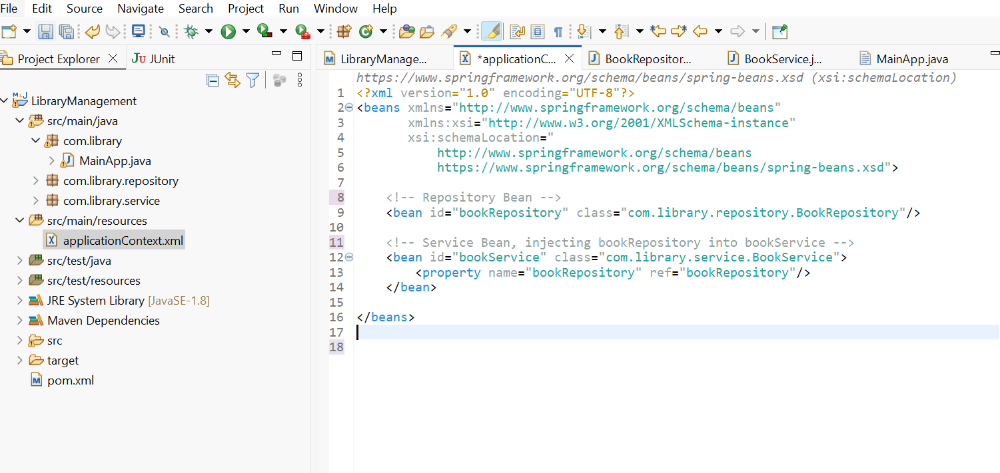 File Edit Source Navigate Search Project Run Window Help
Project Explorer
JUnit
LibraryManage...
*applicationC...
BookRepositor...
BookService.j...
MainApp.java
LibraryManagement
src/main/java
com.library
MainApp.java
com.library.repository
com.library.service
src/main/resources
applicationContext.xml
src/test/java
src/test/resources
JRE System Library [JavaSE-1.8]
Maven Dependencies
src
target
pom.xml
https://www.springframework.org/schema/beans/spring-beans.xsd (xsi:schemaLocation)
1 <?xml version="1.0" encoding="UTF-8"?>
2 <beans xmlns="http://www.springframework.org/schema/beans"
3 xmlns:xsi="http://www.w3.org/2001/XMLSchema-instance"
4 xsi:schemaLocation="
5 http://www.springframework.org/schema/beans
6 https://www.springframework.org/schema/beans/spring-beans.xsd">
7
8 <!-- Repository Bean -->
9 <bean id="bookRepository" class="com.library.repository.BookRepository"/>
10
11 <!-- Service Bean, injecting bookRepository into bookService -->
12 <bean id="bookService" class="com.library.service.BookService">
13 <property name="bookRepository" ref="bookRepository"/>
14 </bean>
15
16 </beans>
17
18